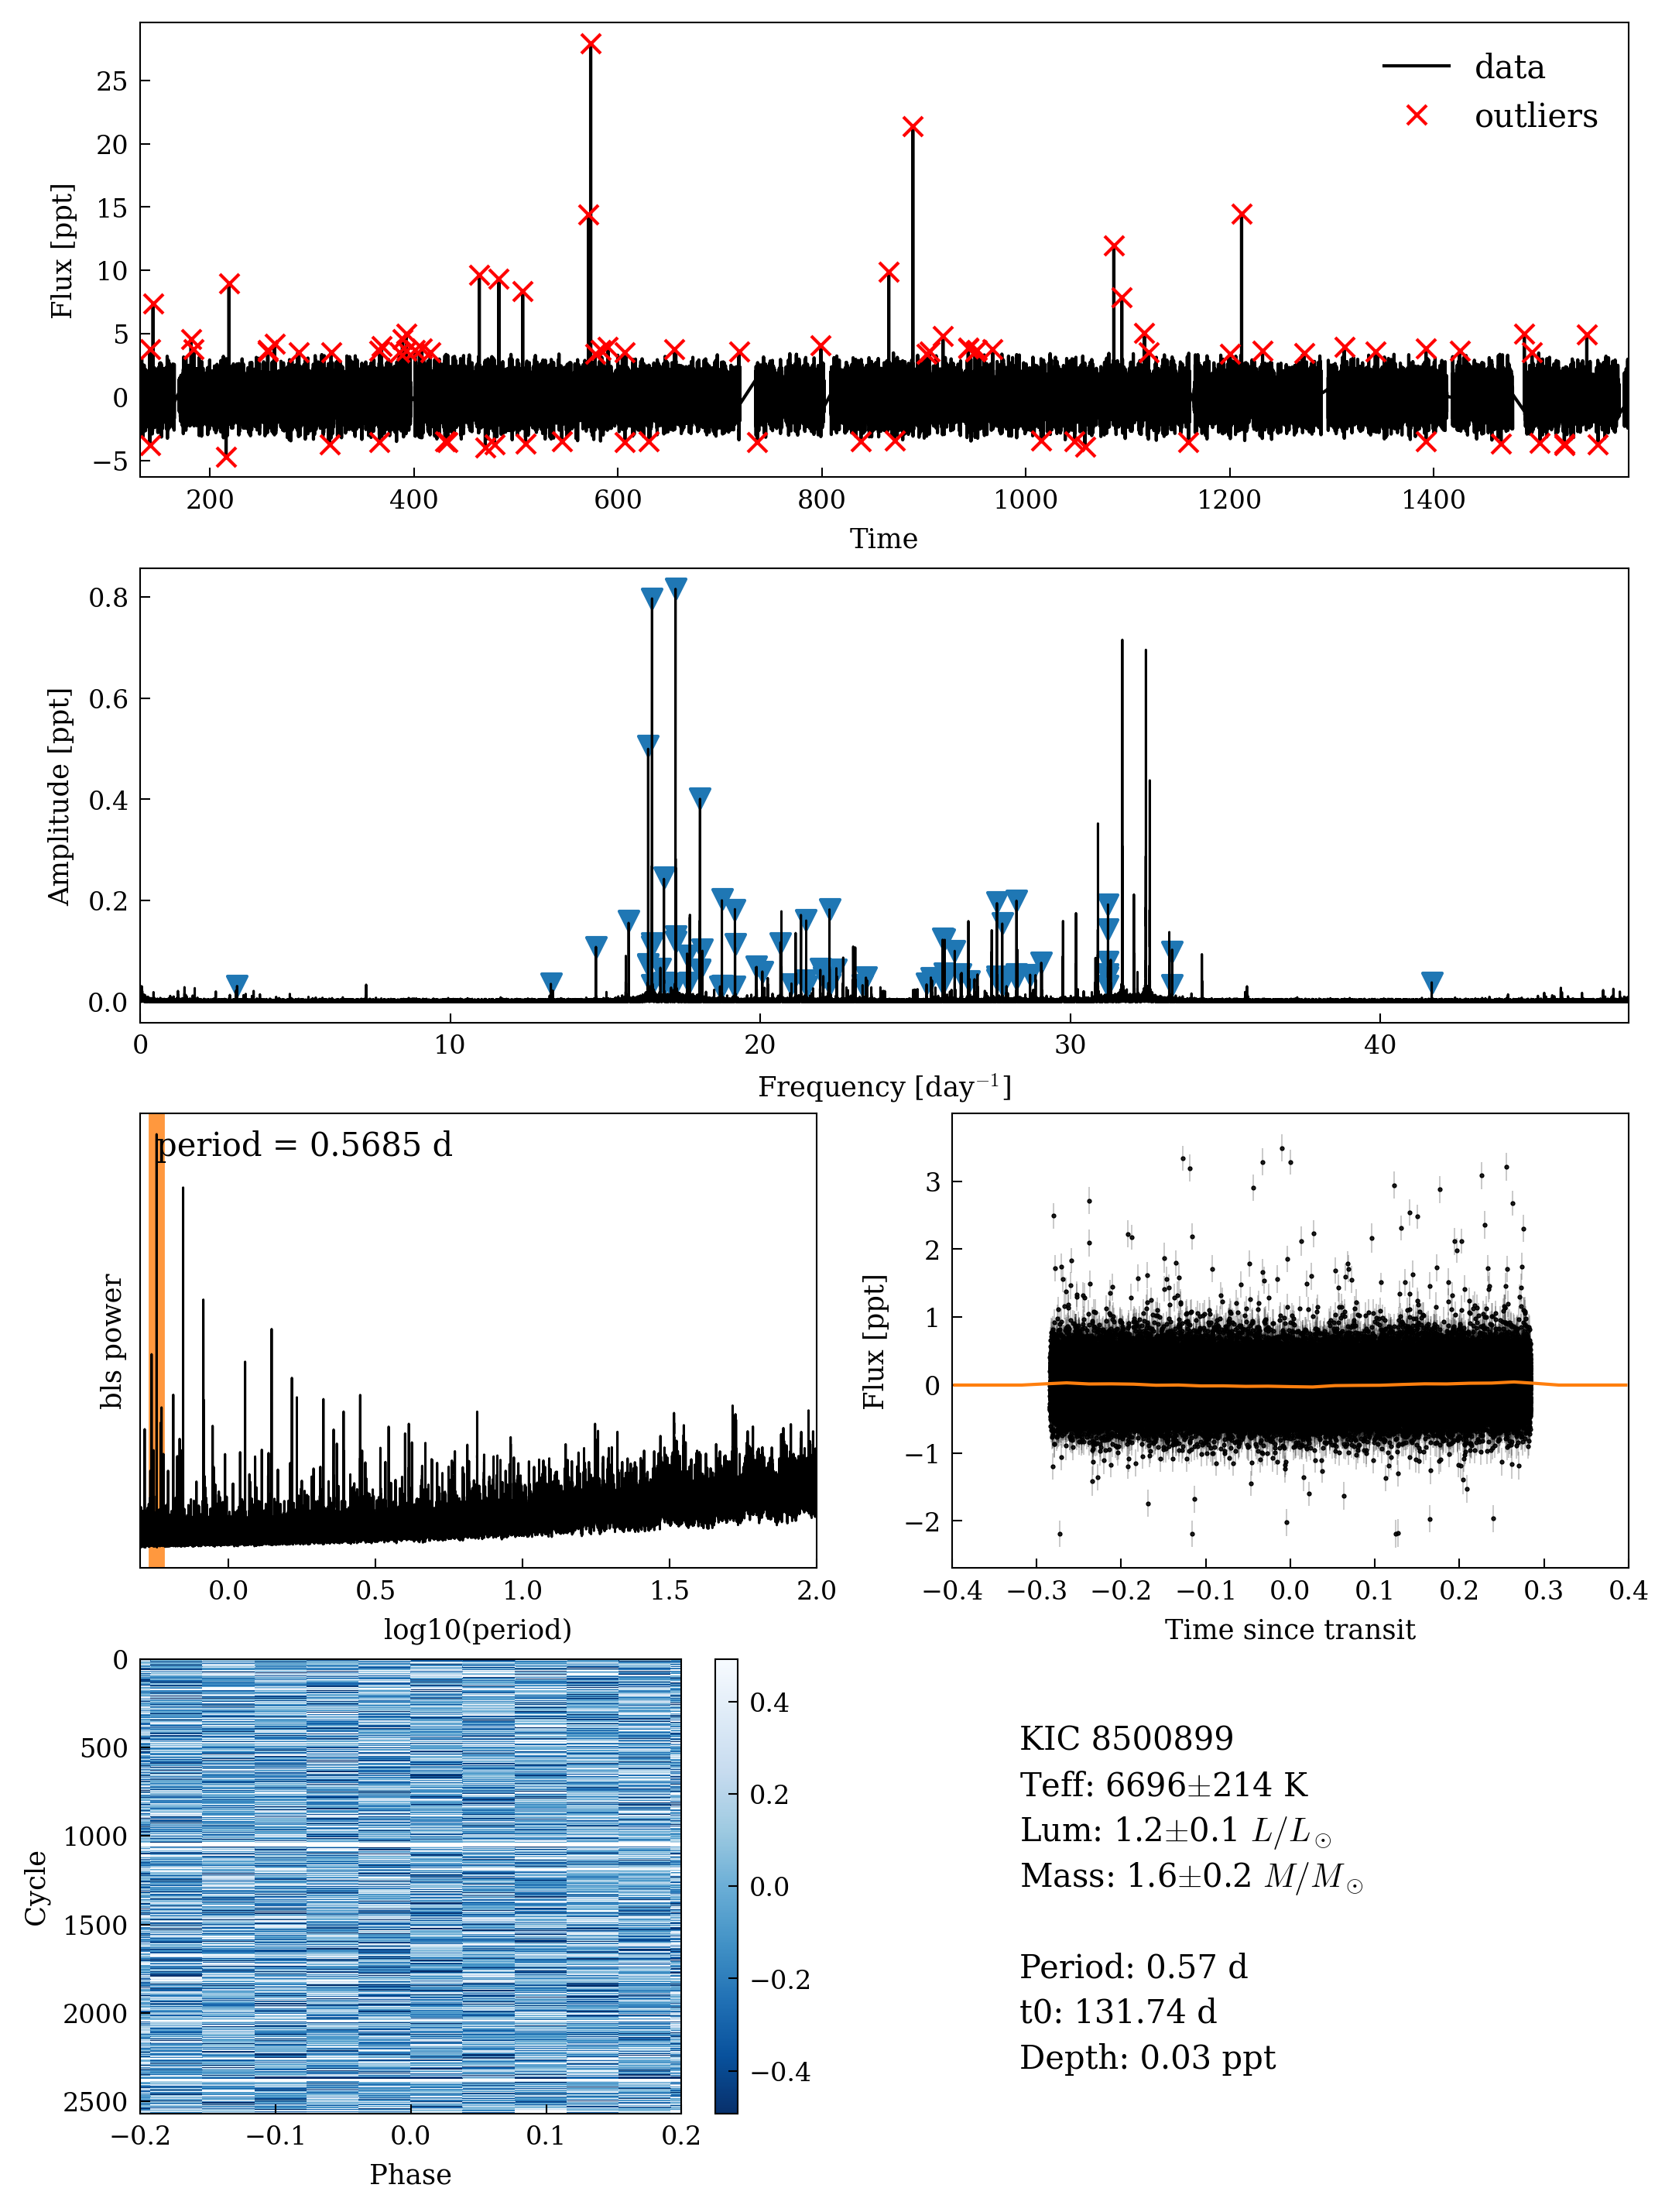 data
outliers
25
20
15
10
5
0
−5
Flux [ppt]
200 400 600 800 1000 1200 1400
Time
0.8
0.6
0.4
0.2
0.0
Amplitude [ppt]
0 10 20 30 40
Frequency [day⁻¹]
period = 0.5685 d
bls power
0.0 0.5 1.0 1.5 2.0
log10(period)
3
2
1
0
−1
−2
Flux [ppt]
−0.4 −0.3 −0.2 −0.1 0.0 0.1 0.2 0.3 0.4
Time since transit
0
500
1000
1500
2000
2500
Cycle
−0.2 −0.1 0.0 0.1 0.2
Phase
0.4
0.2
0.0
−0.2
−0.4
KIC 8500899
Teff: 6696±214 K
Lum: 1.2±0.1 L/L☉
Mass: 1.6±0.2 M/M☉
Period: 0.57 d
t0: 131.74 d
Depth: 0.03 ppt